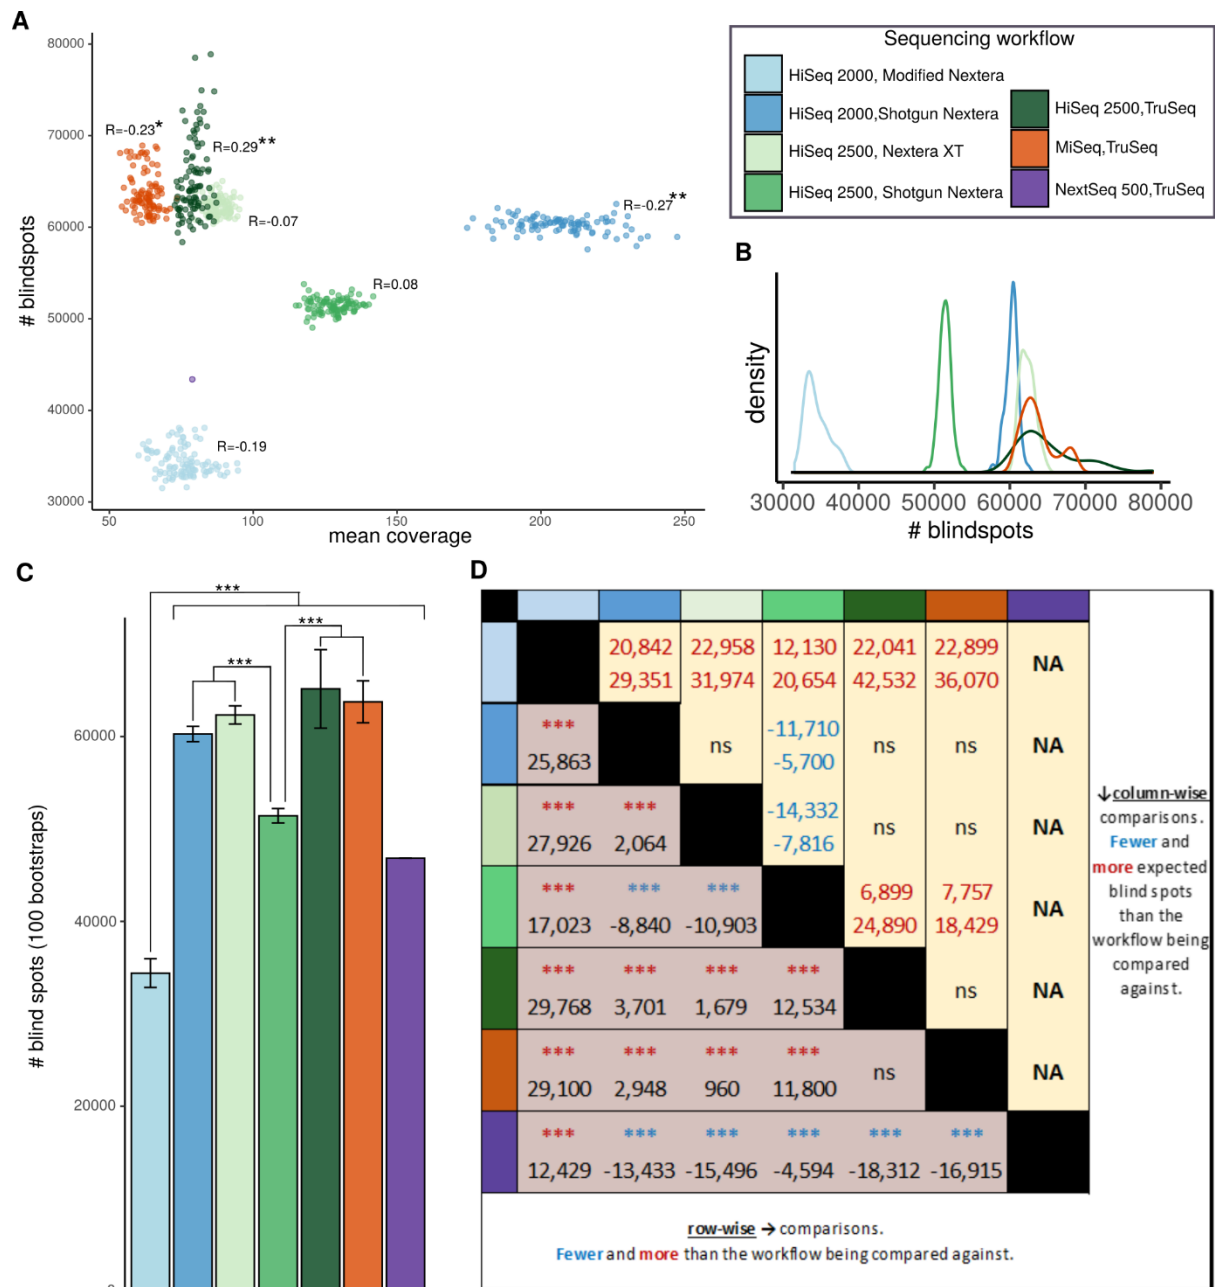 A
80000
70000
60000
50000
40000
30000
# blindspots
50
100
150
200
250
mean coverage
R=-0.23*
R=0.29**
R=-0.07
R=-0.27**
R=0.08
R=-0.19
Sequencing workflow
HiSeq 2000, Modified Nextera
HiSeq 2000,Shotgun Nextera
HiSeq 2500, Nextera XT
HiSeq 2500, Shotgun Nextera
HiSeq 2500,TruSeq
MiSeq,TruSeq
NextSeq 500,TruSeq
B
density
30000 40000 50000 60000 70000 80000
# blindspots
C
***
***
***
60000
40000
20000
# blind spots (100 bootstraps)
D
20,842 22,958 12,130 22,041 22,899 NA
29,351 31,974 20,654 42,532 36,070
*** ns -11,710 ns ns NA
25,863 -5,700
*** *** -14,332 ns ns NA
27,926 2,064 -7,816
*** *** *** 6,899 7,757 NA
17,023 -8,840 -10,903 24,890 18,429
*** *** *** *** ns NA
29,768 3,701 1,679 12,534
*** *** *** *** ns NA
29,100 2,948 960 11,800
*** *** *** *** *** ***
12,429 -13,433 -15,496 -4,594 -18,312 -16,915
↓column-wise
comparisons.
Fewer and
more expected
blind spots
than the
workflow being
compared
against.
row-wise → comparisons.
Fewer and more than the workflow being compared against.